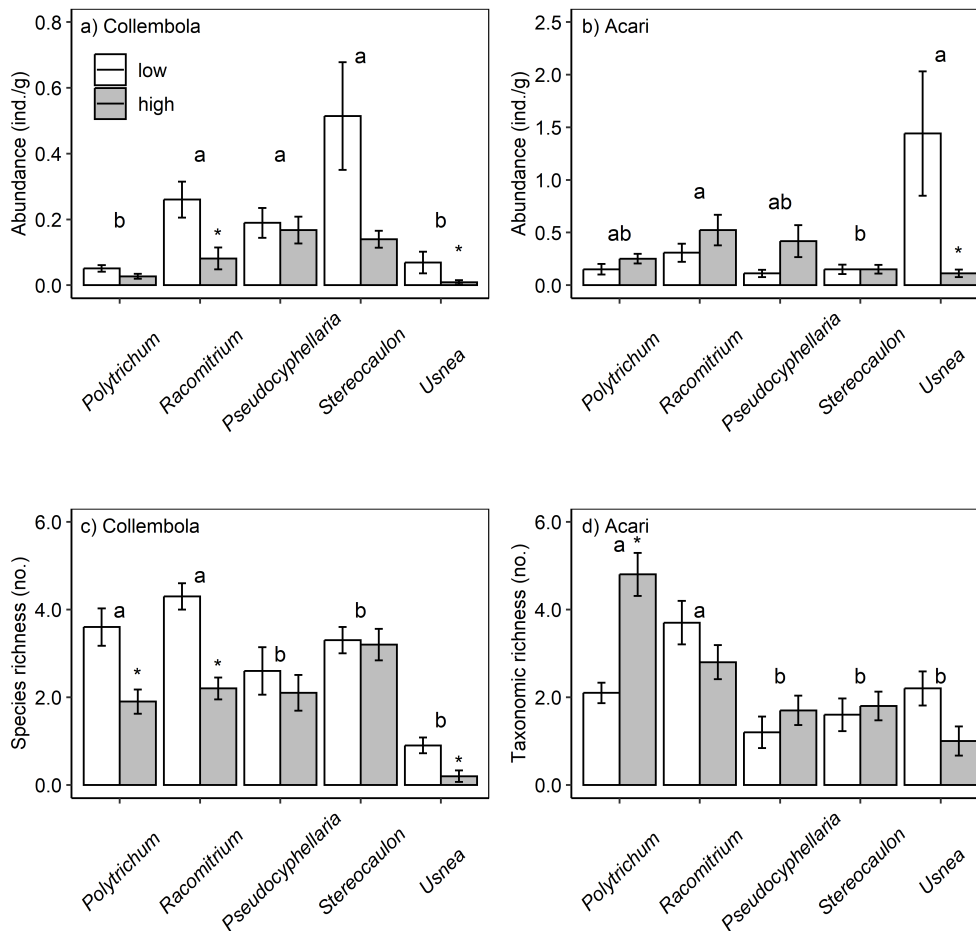 a) Collembola
low
high
Abundance (ind./g)
0.8
0.6
0.4
0.2
0.0
b
a
*
a
a
b
*
Polytrichum
Racomitrium
Pseudocyphellaria
Stereocaulon
Usnea
b) Acari
Abundance (ind./g)
2.5
2.0
1.5
1.0
0.5
0.0
ab
a
ab
b
a
*
Polytrichum
Racomitrium
Pseudocyphellaria
Stereocaulon
Usnea
c) Collembola
Species richness (no.)
6.0
4.0
2.0
0.0
a
*
a
*
b
b
b
*
Polytrichum
Racomitrium
Pseudocyphellaria
Stereocaulon
Usnea
d) Acari
Taxonomic richness (no.)
6.0
4.0
2.0
0.0
a *
a
b
b
b
Polytrichum
Racomitrium
Pseudocyphellaria
Stereocaulon
Usnea